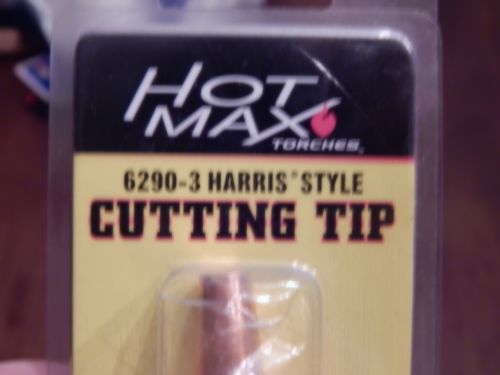 HOT
MAX
TORCHES
6290-3 HARRIS® STYLE
CUTTING TIP